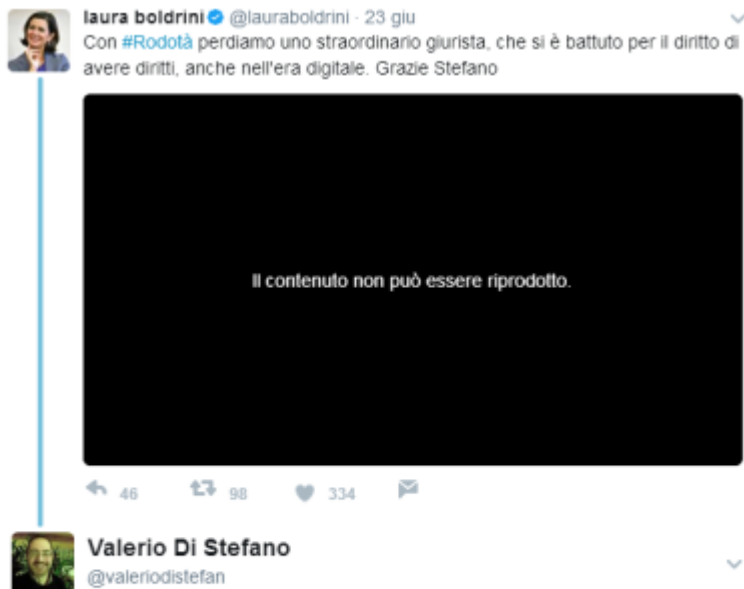 laura boldrini @lauraboldrini · 23 giu
Con #Rodotà perdiamo uno straordinario giurista, che si è battuto per il diritto di
avere diritti, anche nell'era digitale. Grazie Stefano
Il contenuto non può essere riprodotto.
46 98 334
Valerio Di Stefano
@valeriodistefan